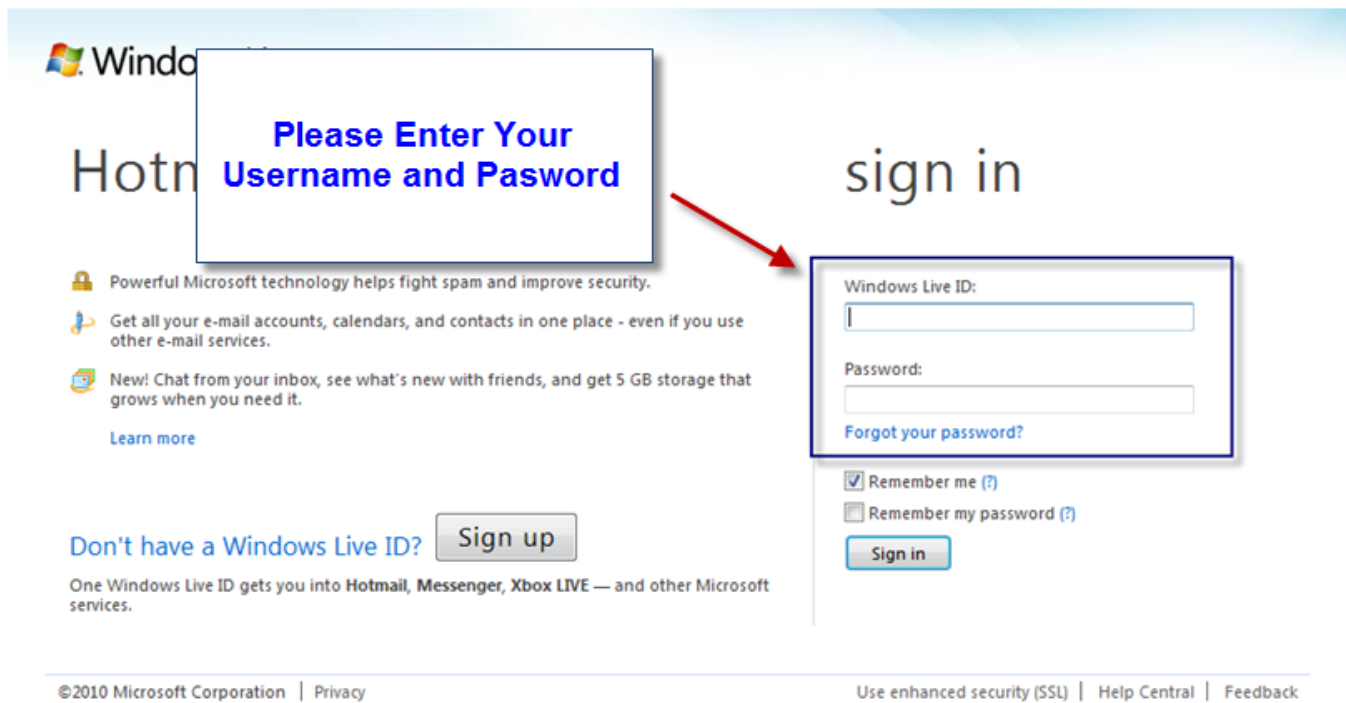 Windo
Please Enter Your
Username and Pasword
Hotm
sign in
Powerful Microsoft technology helps fight spam and improve security.
Get all your e-mail accounts, calendars, and contacts in one place - even if you use
other e-mail services.
New! Chat from your inbox, see what's new with friends, and get 5 GB storage that
grows when you need it.
Learn more
Don't have a Windows Live ID? Sign up
One Windows Live ID gets you into Hotmail, Messenger, Xbox LIVE — and other Microsoft
services.
Windows Live ID:
Password:
Forgot your password?
Remember me (?)
Remember my password (?)
Sign in
©2010 Microsoft Corporation | Privacy
Use enhanced security (SSL) | Help Central | Feedback